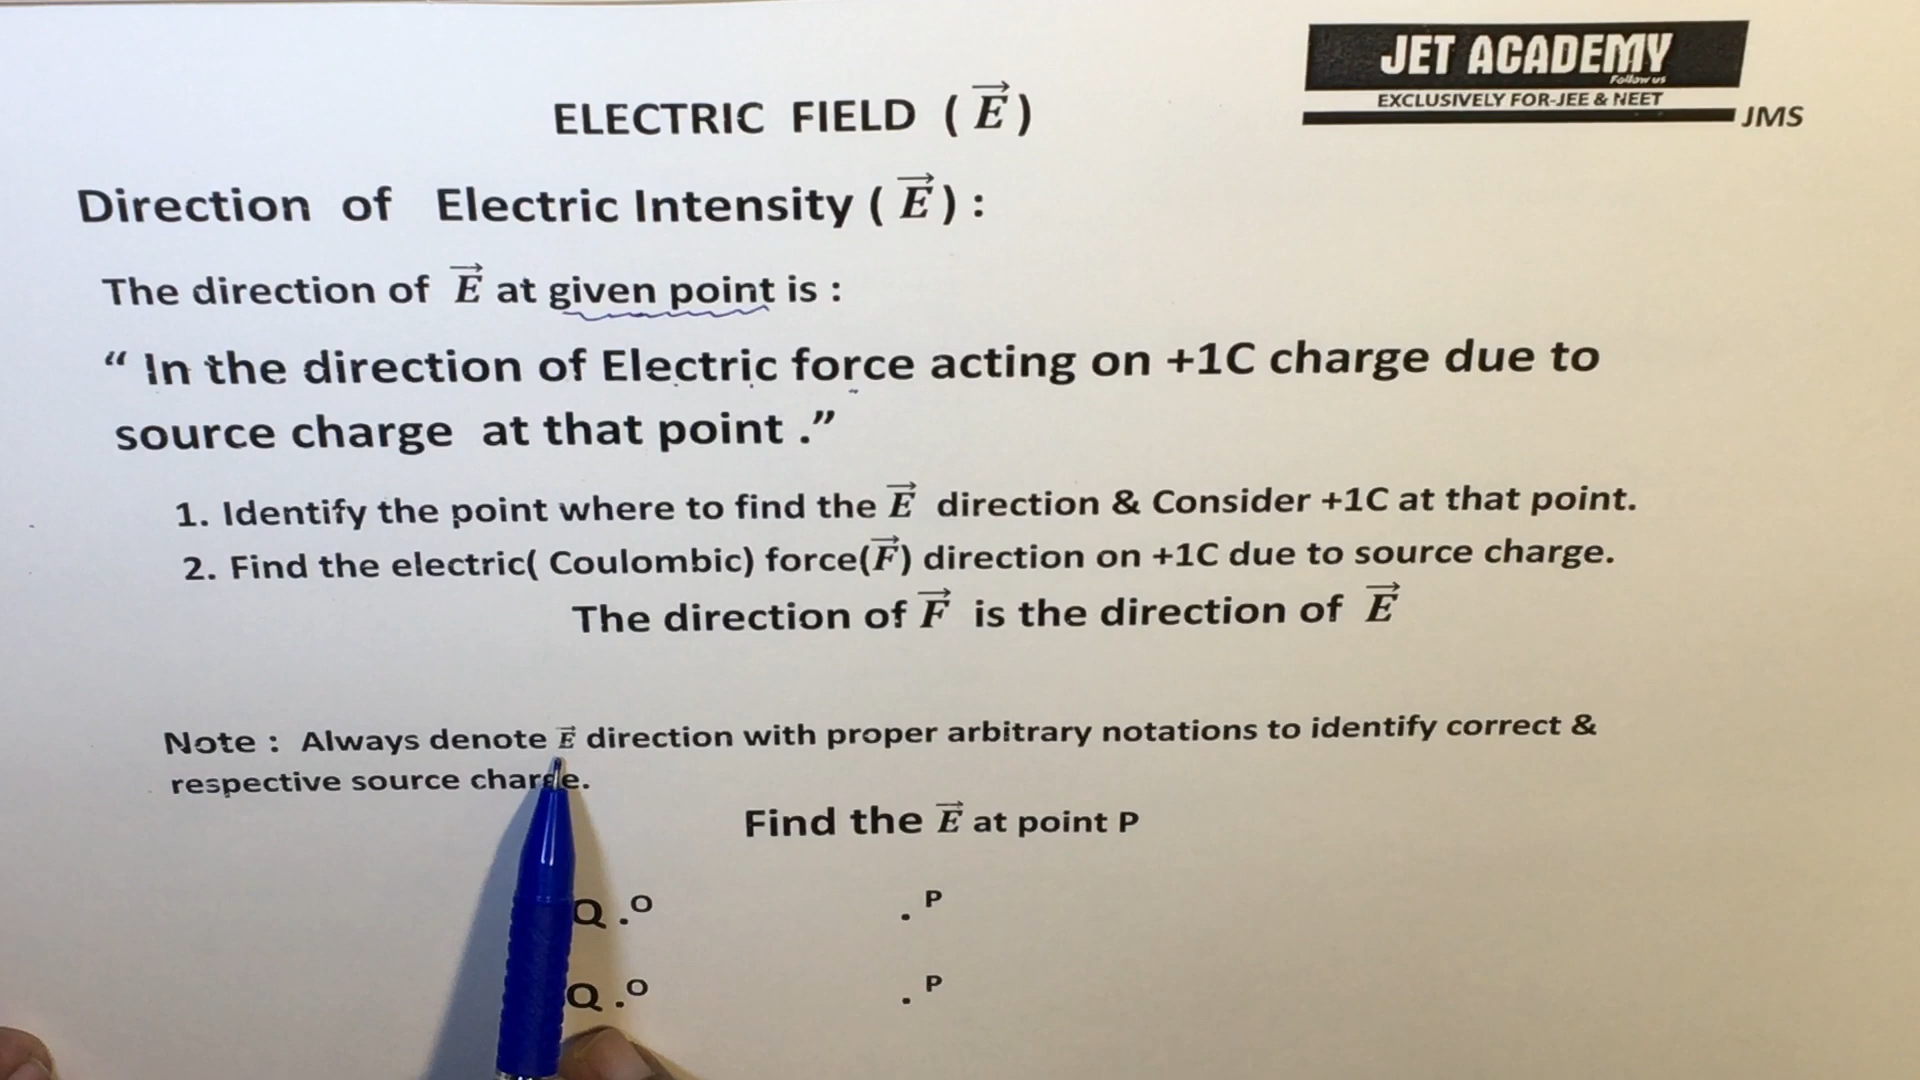 JET ACADEMY
Follow us
EXCLUSIVELY FOR-JEE & NEET
JMS
ELECTRIC FIELD ( E⃗ )
Direction of Electric Intensity ( E⃗ ) :
The direction of E⃗ at given point is :
“ In the direction of Electric force acting on +1C charge due to
source charge at that point .”
1. Identify the point where to find the E⃗ direction & Consider +1C at that point.
2. Find the electric( Coulombic) force(F⃗) direction on +1C due to source charge.
The direction of F⃗ is the direction of E⃗
Note : Always denote E⃗ direction with proper arbitrary notations to identify correct &
respective source charge.
Find the E⃗ at point P
Q .O . P
Q .O . P